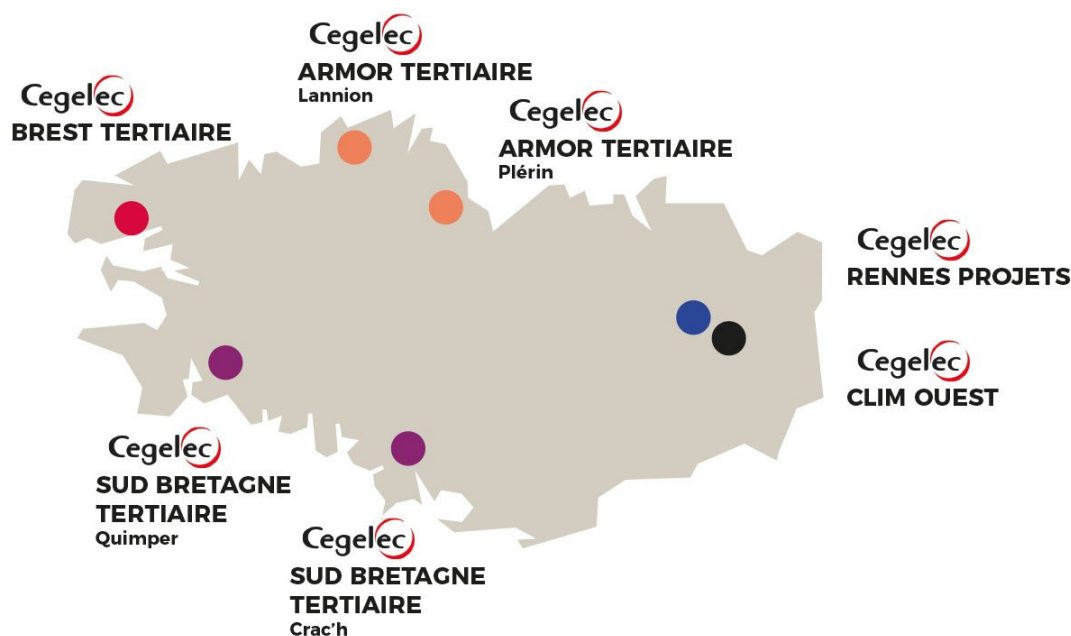 Cegelec
ARMOR TERTIAIRE
Lannion
Cegelec
BREST TERTIAIRE
Cegelec
ARMOR TERTIAIRE
Plérin
Cegelec
RENNES PROJETS
Cegelec
CLIM OUEST
Cegelec
SUD BRETAGNE
TERTIAIRE
Quimper
Cegelec
SUD BRETAGNE
TERTIAIRE
Crac'h